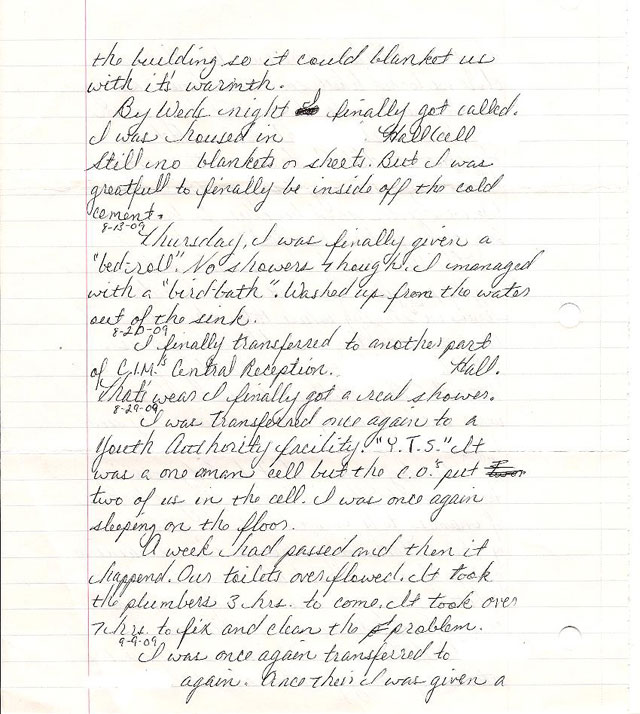 the building so it could blanket us
with it's warmth.
By Weds night I finally got called.
I was housed in Hall cell
Still no blankets or sheets. But I was
greatfull to finally be inside off the cold
cement.
8-13-09
Thursday, I was finally given a
"bed-roll". No showers though. I managed
with a "bird-bath". Washed up from the water
out of the sink.
8-20-09
I finally transferred to another part
of C.I.M.'s Central Reception. Hall.
That's wear I finally got a real shower.
8-29-09
I was transferred once again to a
Youth Authority facility. "Y.T.S." It
was a one oman cell but the C.O.'s put
two of us in the cell. I was once again
sleeping on the floor.
A week had passed and then it
happend. Our toilets overflowed. It took
the plumbers 3 hrs. to come. It took over
7 hrs. to fix and clean the problem.
9-9-09
I was once again transferred to
again. Once their I was given a